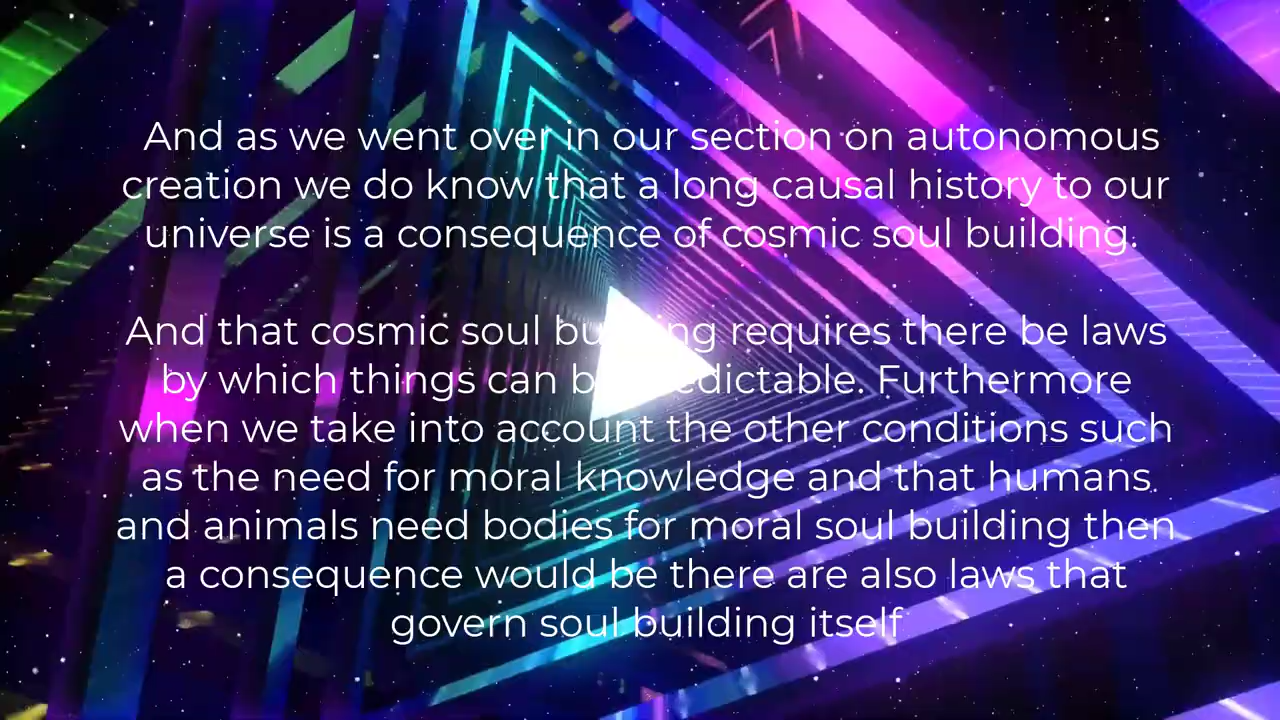 And as we went over in our section on autonomous
creation we do know that a long causal history to our
universe is a consequence of cosmic soul building.
And that cosmic soul building requires there be laws
by which things can be predictable. Furthermore
when we take into account the other conditions such
as the need for moral knowledge and that humans
and animals need bodies for moral soul building then
a consequence would be there are also laws that
govern soul building itself